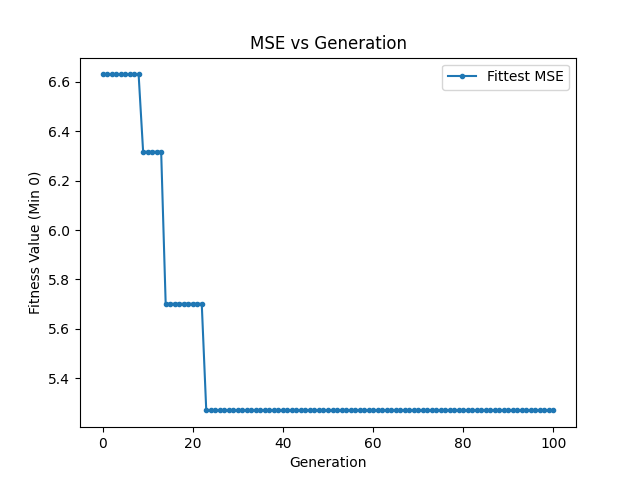 MSE vs Generation
Fittest MSE
Fitness Value (Min 0)
6.6
6.4
6.2
6.0
5.8
5.6
5.4
0 20 40 60 80 100
Generation